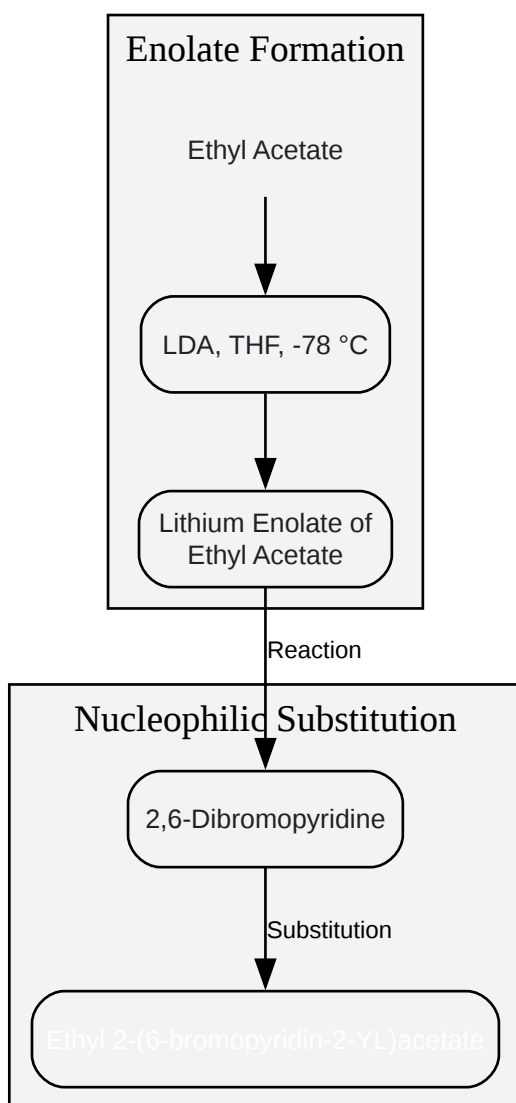 Enolate Formation
Ethyl Acetate
LDA, THF, -78 °C
Lithium Enolate of
Ethyl Acetate
Reaction
Nucleophilic Substitution
2,6-Dibromopyridine
Substitution
Ethyl 2-(6-bromopyridin-2-YL)acetate